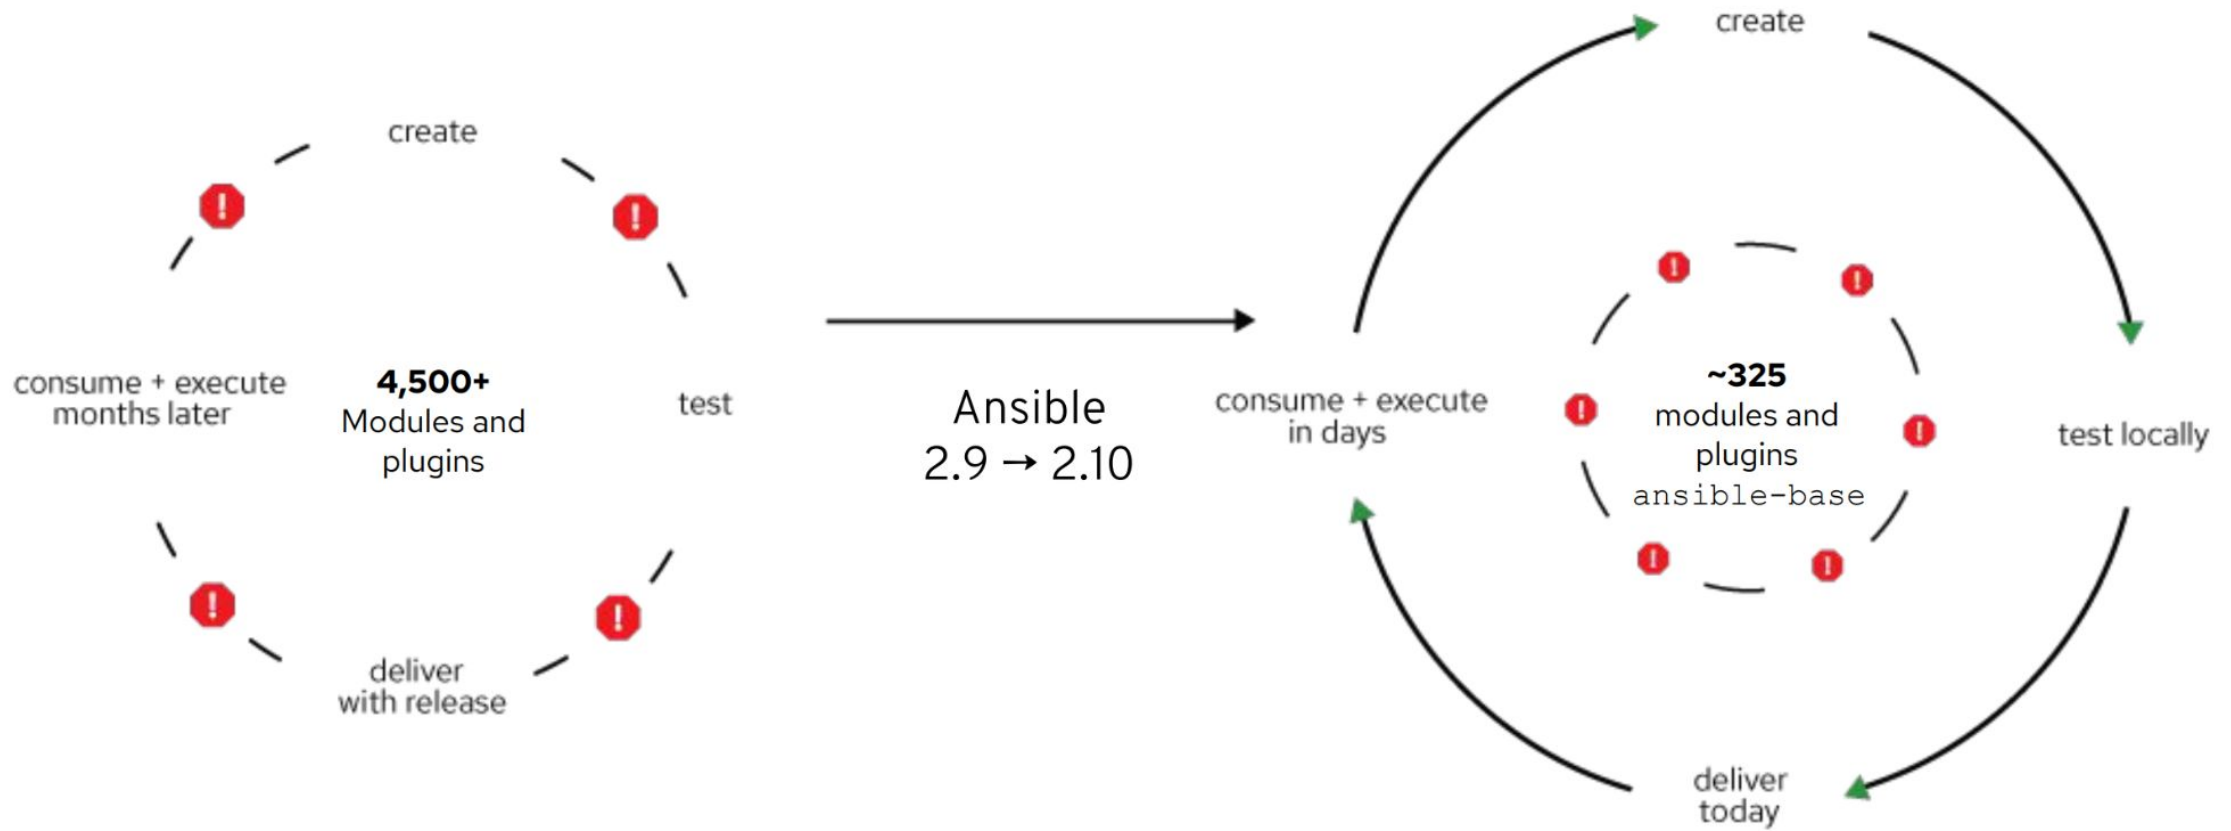 create
consume + execute
months later
4,500+
Modules and
plugins
test
deliver
with release
Ansible
2.9 → 2.10
create
consume + execute
in days
~325
modules and
plugins
ansible-base
test locally
deliver
today